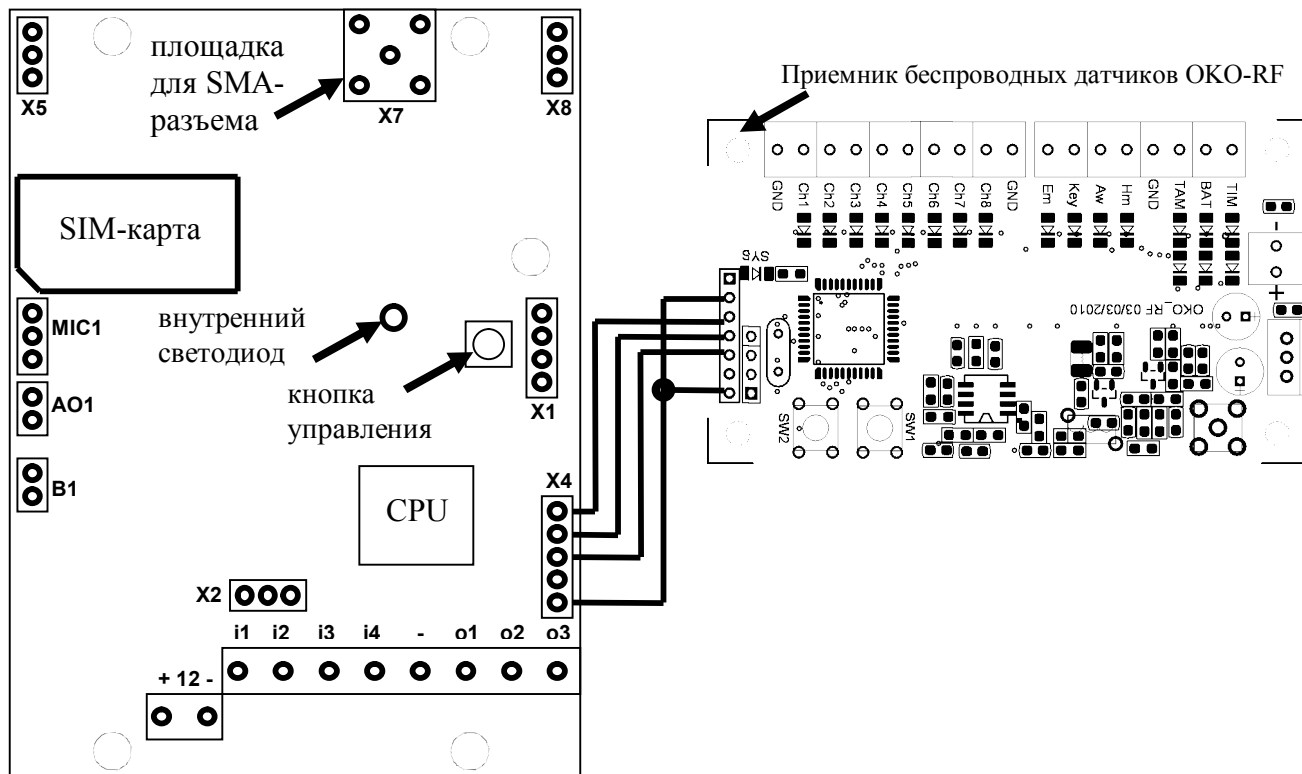 площадка
для SMA-
разъема
X5
X7
X8
SIM-карта
MIC1
внутренний
светодиод
AO1
кнопка
управления
X1
B1
X4
CPU
X2
i1 i2 i3 i4 - o1 o2 o3
+ 12 -
Приемник беспроводных датчиков ОКО-RF
GND Ch1 Ch2 Ch3 Ch4 Ch5 Ch6 Ch7 Ch8 GND Em Key Aw Hm GND TAM BAT TIM
-
+
SYS
OKO_RF 03/03/2010
SW2
SW1